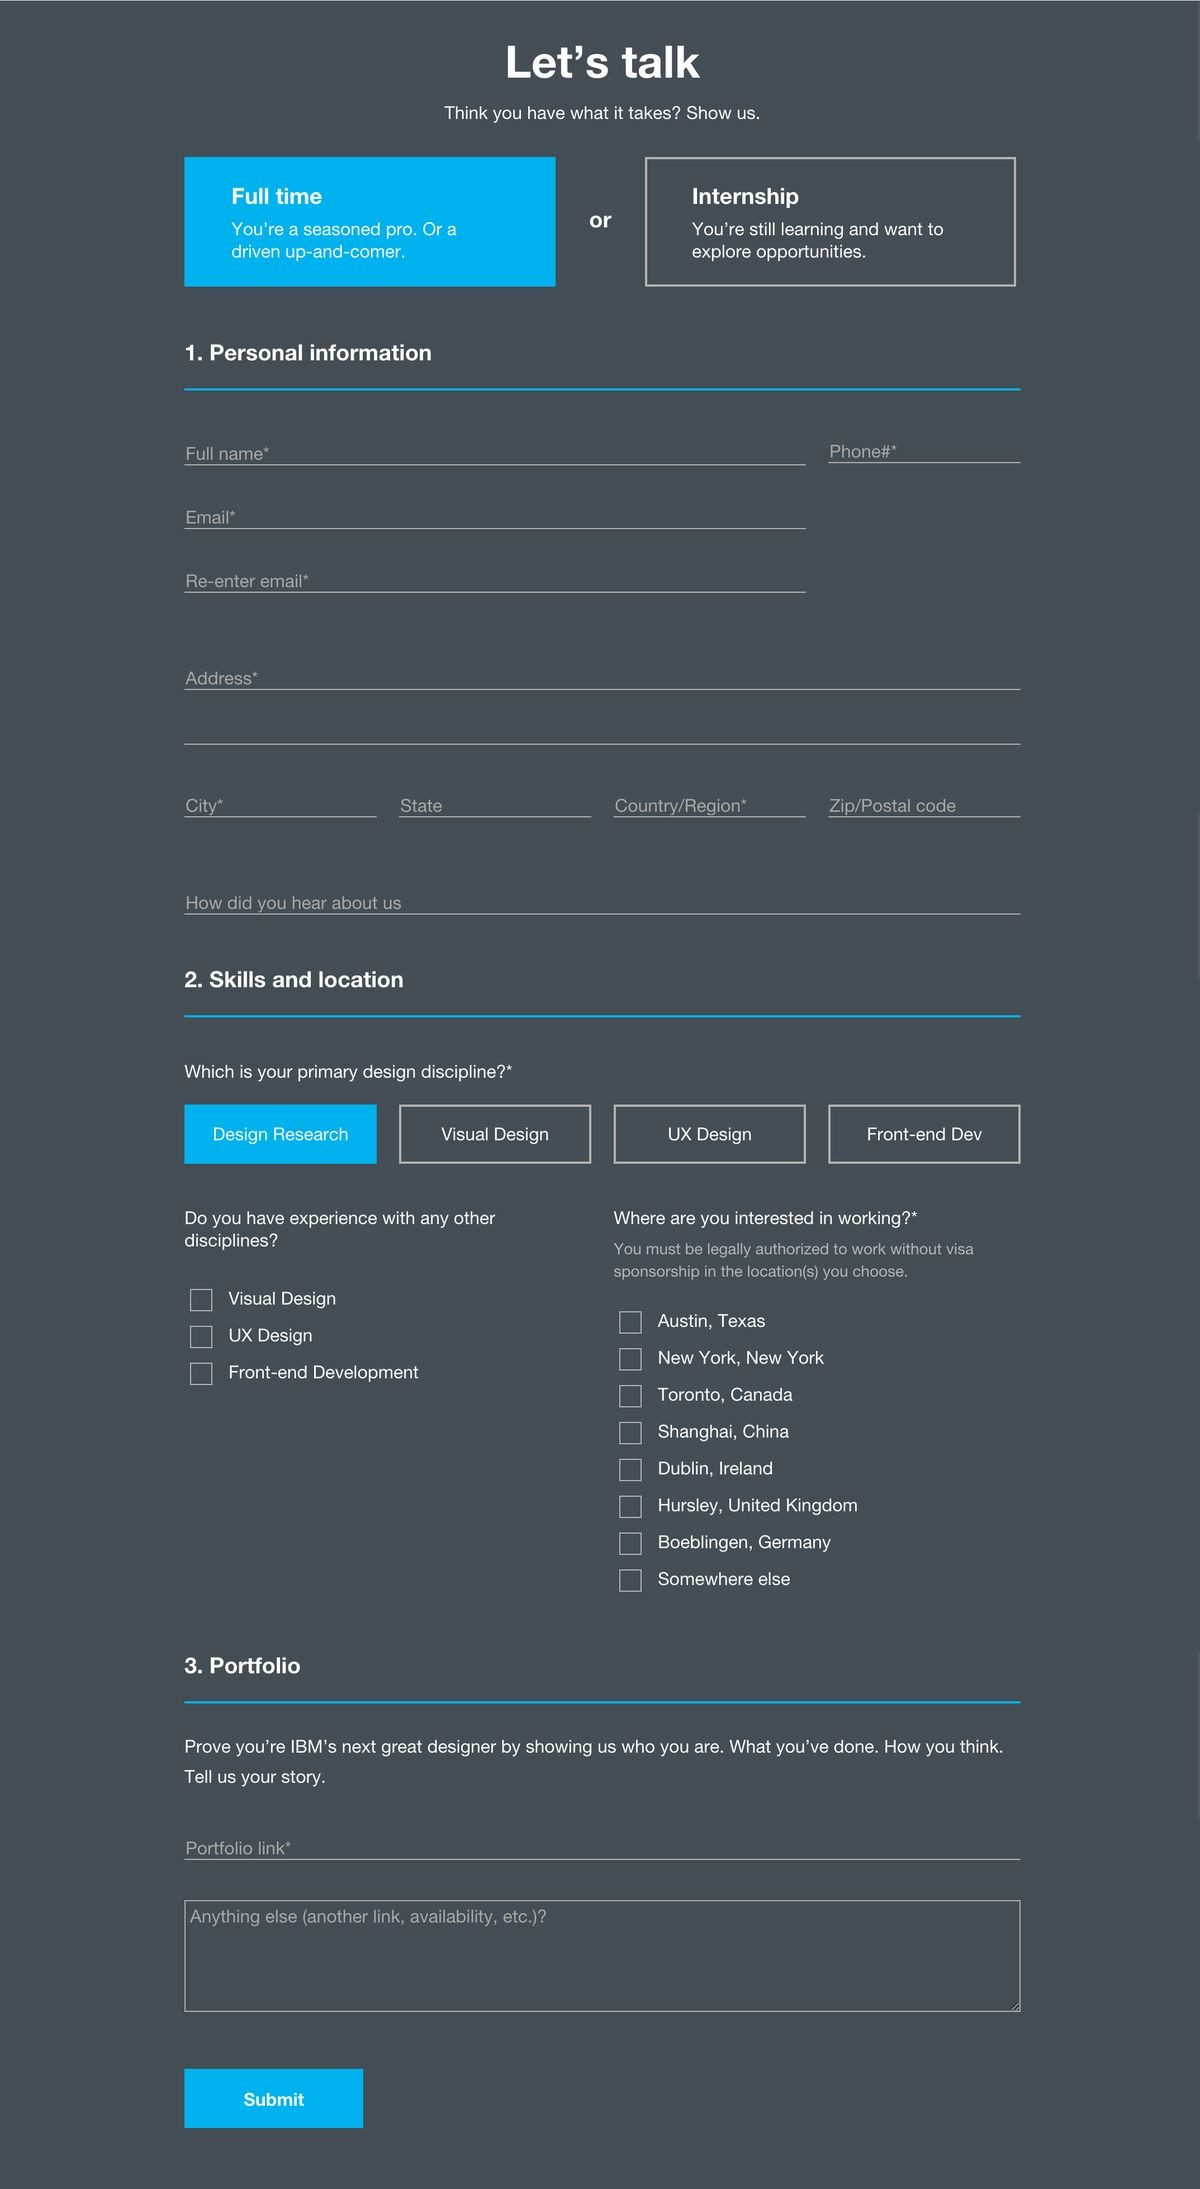 Let’s talk
Think you have what it takes? Show us.
Full time
You’re a seasoned pro. Or a
driven up-and-comer.
or
Internship
You’re still learning and want to
explore opportunities.
1. Personal information
Full name*
Phone#*
Email*
Re-enter email*
Address*
City*
State
Country/Region*
Zip/Postal code
How did you hear about us
2. Skills and location
Which is your primary design discipline?*
Design Research
Visual Design
UX Design
Front-end Dev
Do you have experience with any other
disciplines?
Visual Design
UX Design
Front-end Development
Where are you interested in working?*
You must be legally authorized to work without visa
sponsorship in the location(s) you choose.
Austin, Texas
New York, New York
Toronto, Canada
Shanghai, China
Dublin, Ireland
Hursley, United Kingdom
Boeblingen, Germany
Somewhere else
3. Portfolio
Prove you’re IBM’s next great designer by showing us who you are. What you’ve done. How you think.
Tell us your story.
Portfolio link*
Anything else (another link, availability, etc.)?
Submit